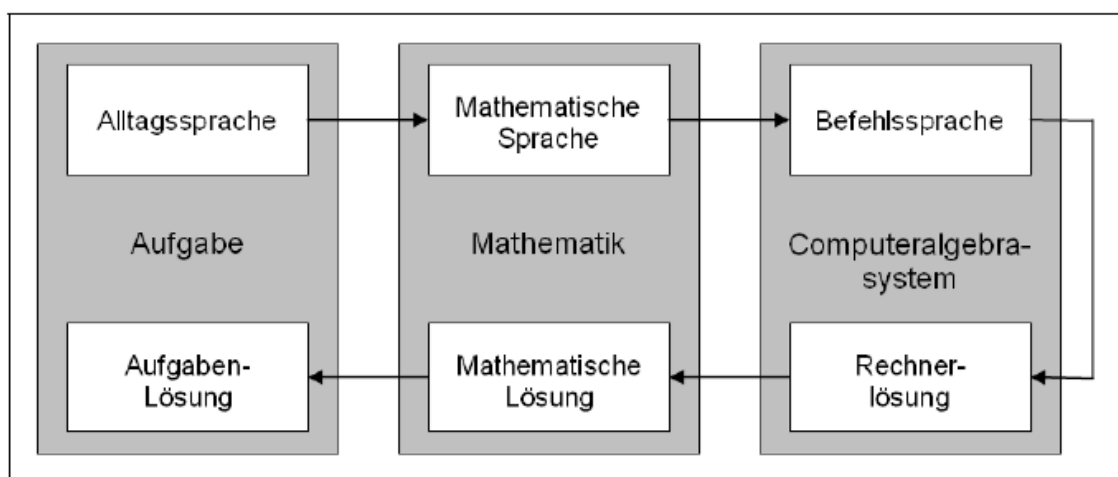 Alltagssprache
Mathematische
Sprache
Befehlssprache
Aufgabe
Mathematik
Computeralgebra-
system
Aufgaben-
Lösung
Mathematische
Lösung
Rechner-
lösung